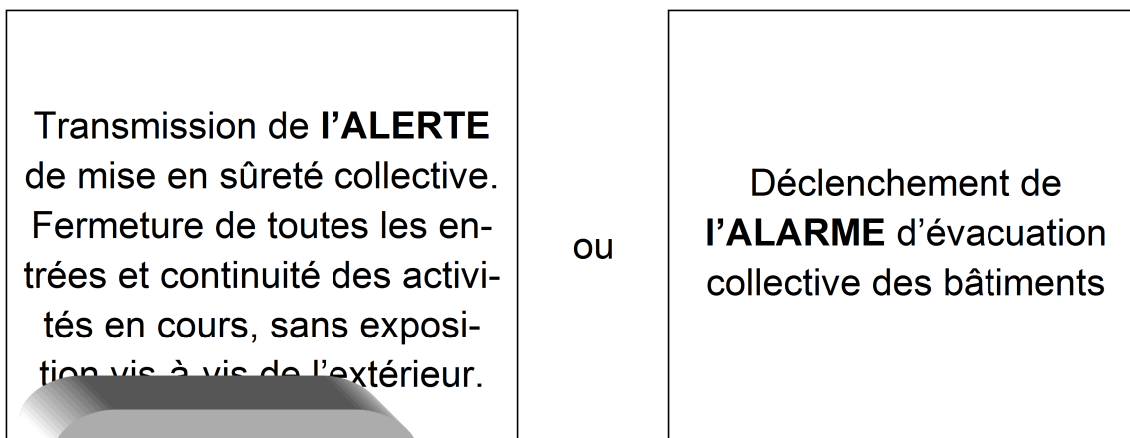 Transmission de l'ALERTE
de mise en sûreté collective.
Fermeture de toutes les en-
trées et continuité des activi-
tés en cours, sans exposi-
tion vis à vis de l'extérieur.
ou
Déclenchement de
l'ALARME d'évacuation
collective des bâtiments